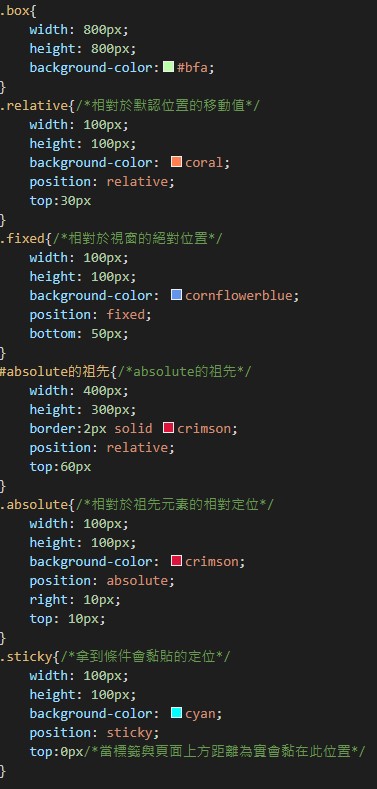 .box{
    width: 800px;
    height: 800px;
    background-color: #bfa;
}
.relative{/*相對於默認位置的移動值*/
    width: 100px;
    height: 100px;
    background-color: coral;
    position: relative;
    top:30px
}
.fixed{/*相對於視窗的絕對位置*/
    width: 100px;
    height: 100px;
    background-color: cornflowerblue;
    position: fixed;
    bottom: 50px;
}
#absolute的祖先{/*absolute的祖先*/
    width: 400px;
    height: 300px;
    border:2px solid crimson;
    position: relative;
    top:60px
}
.absolute{/*相對於祖先元素的相對定位*/
    width: 100px;
    height: 100px;
    background-color: crimson;
    position: absolute;
    right: 10px;
    top: 10px;
}
.sticky{/*拿到條件會黏貼的定位*/
    width: 100px;
    height: 100px;
    background-color: cyan;
    position: sticky;
    top:0px/*當標籤與頁面上方距離為實會黏在此位置*/
}